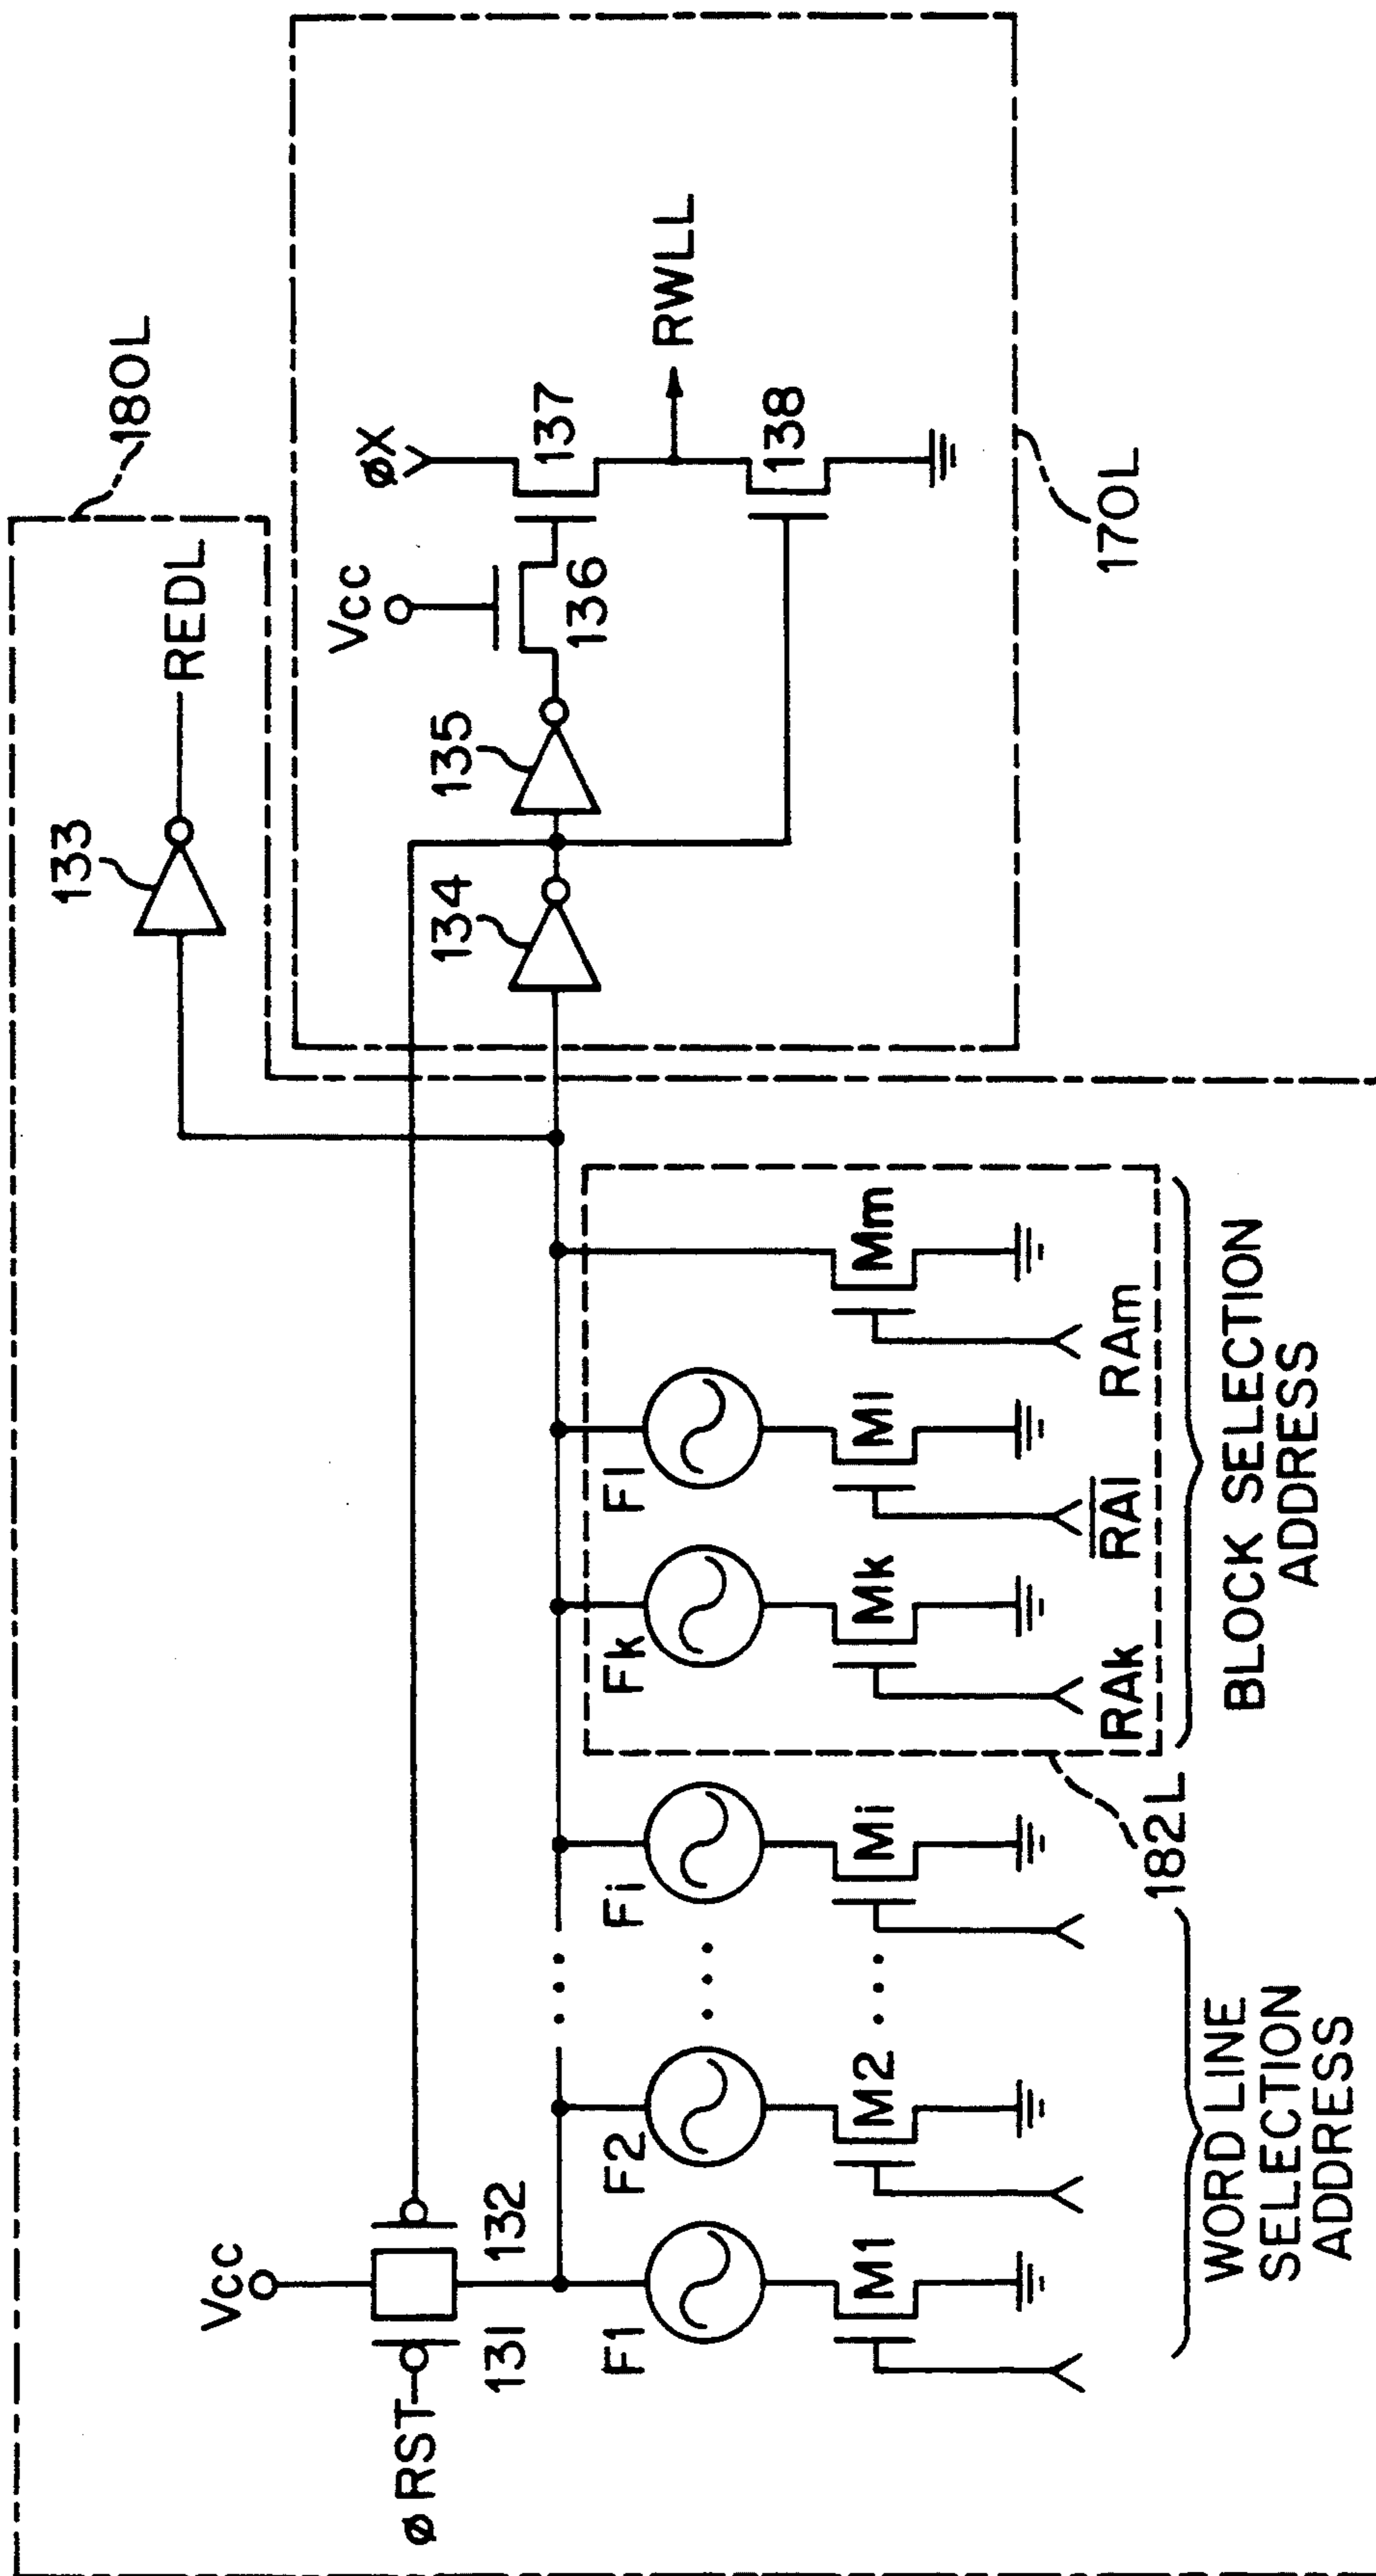 180L
133
REDL
170L
ØX
Vcc
137
RWLL
135
136
134
138
Vcc
ØRST
131
132
F1
F2
Fi
Fk
Fl
M1
M2
Mi
Mk
Ml
Mm
RAk
R̅A̅l̅
RAm
182L
WORD LINE
SELECTION
ADDRESS
BLOCK SELECTION
ADDRESS